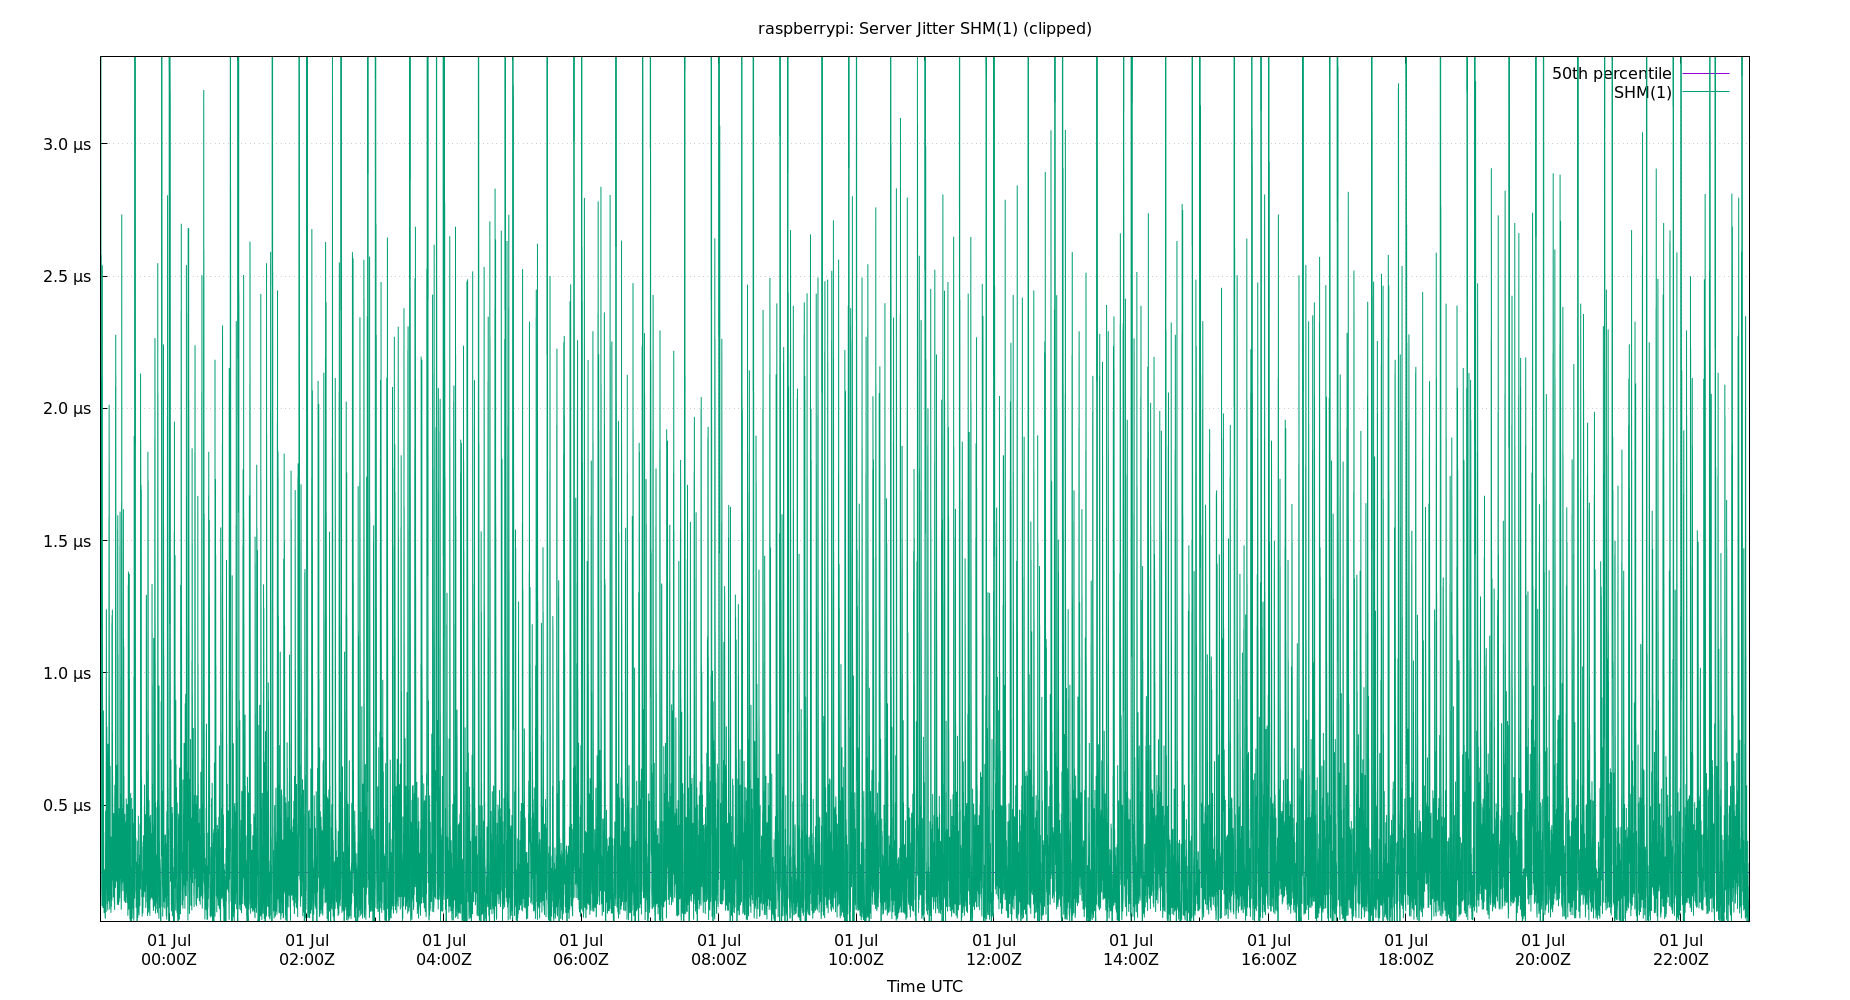 raspberrypi: Server Jitter SHM(1) (clipped)
50th percentile
SHM(1)
3.0 µs
2.5 µs
2.0 µs
1.5 µs
1.0 µs
0.5 µs
01 Jul 01 Jul 01 Jul 01 Jul 01 Jul 01 Jul 01 Jul 01 Jul 01 Jul 01 Jul 01 Jul 01 Jul
00:00Z 02:00Z 04:00Z 06:00Z 08:00Z 10:00Z 12:00Z 14:00Z 16:00Z 18:00Z 20:00Z 22:00Z
Time UTC